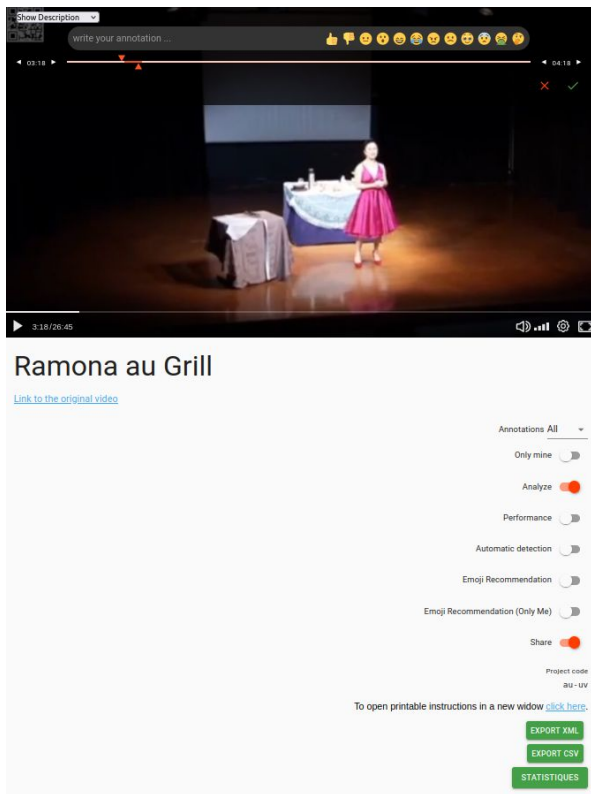 Show Description
write your annotation ...
03:18
04:18
3:18/26:45
Ramona au Grill
Link to the original video
Annotations All
Only mine
Analyze
Performance
Automatic detection
Emoji Recommendation
Emoji Recommendation (Only Me)
Share
Project code
au-uv
To open printable instructions in a new widow click here.
EXPORT XML
EXPORT CSV
STATISTIQUES